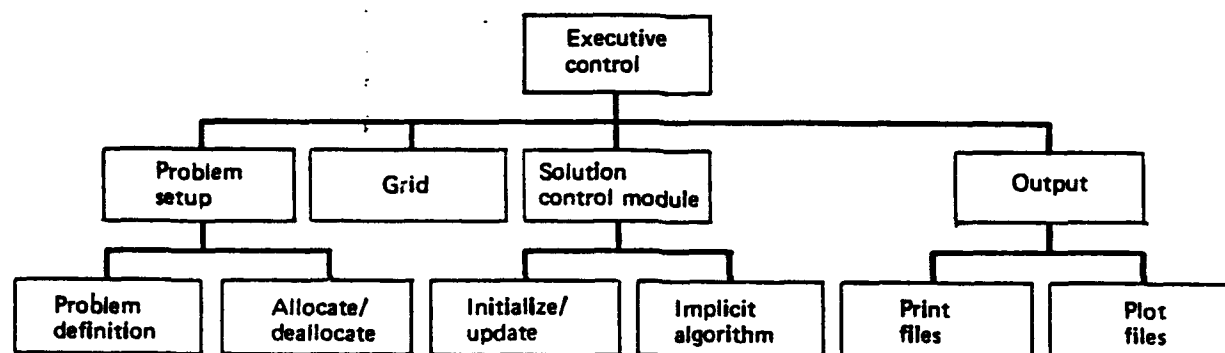 Executive
control
Problem
setup
Grid
Solution
control module
Output
Problem
definition
Allocate/
deallocate
Initialize/
update
Implicit
algorithm
Print
files
Plot
files